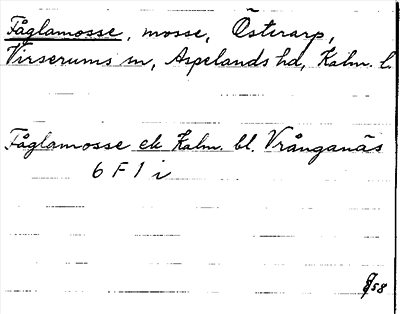 Fåglamosse, mosse, Österarp,
Virserums sn, Aspelands hd, Kalm. l.
Fåglamosse ek Kalm. bl. Vrånganäs
6 F 1 i
58